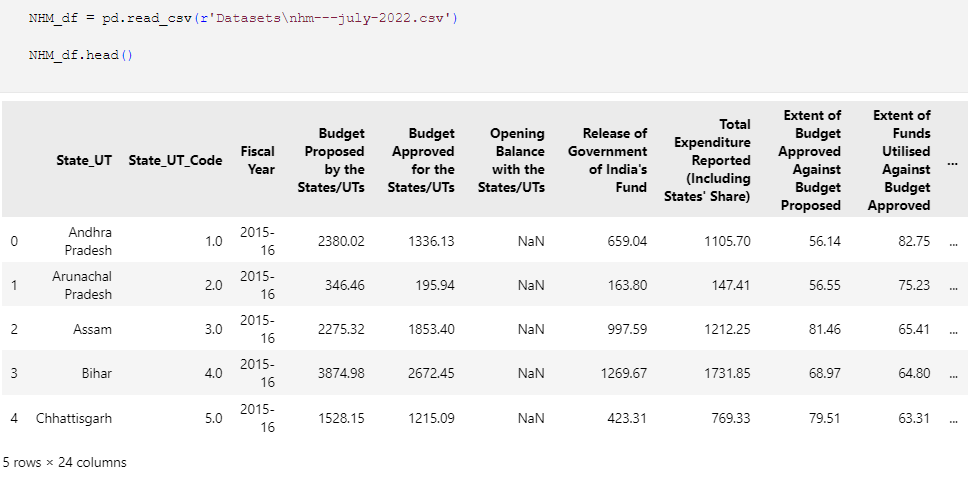 NHM_df = pd.read_csv(r'Datasets\nhm---july-2022.csv')
NHM_df.head()
State_UT State_UT_Code Fiscal Year Budget Proposed by the States/UTs Budget Approved for the States/UTs Opening Balance with the States/UTs Release of Government of India's Fund Total Expenditure Reported (Including States' Share) Extent of Budget Approved Against Budget Proposed Extent of Funds Utilised Against Budget Approved ...
0 Andhra Pradesh 1.0 2015-16 2380.02 1336.13 NaN 659.04 1105.70 56.14 82.75 ...
1 Arunachal Pradesh 2.0 2015-16 346.46 195.94 NaN 163.80 147.41 56.55 75.23 ...
2 Assam 3.0 2015-16 2275.32 1853.40 NaN 997.59 1212.25 81.46 65.41 ...
3 Bihar 4.0 2015-16 3874.98 2672.45 NaN 1269.67 1731.85 68.97 64.80 ...
4 Chhattisgarh 5.0 2015-16 1528.15 1215.09 NaN 423.31 769.33 79.51 63.31 ...
5 rows × 24 columns